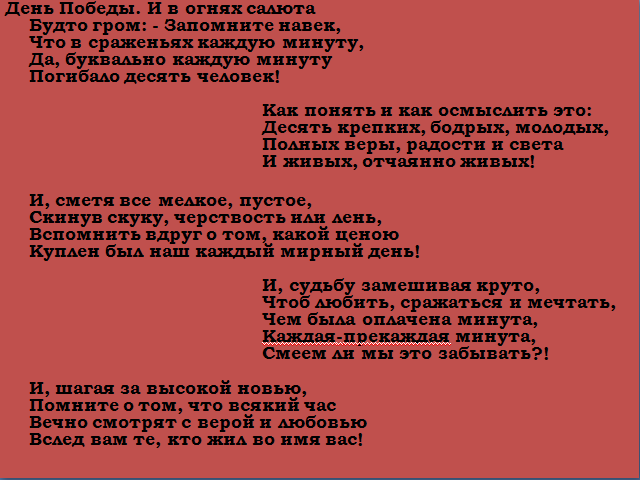 День Победы. И в огнях салюта
Будто гром: - Запомните навек,
Что в сраженьях каждую минуту,
Да, буквально каждую минуту
Погибало десять человек!
Как понять и как осмыслить это:
Десять крепких, бодрых, молодых,
Полных веры, радости и света
И живых, отчаянно живых!
И, сметя все мелкое, пустое,
Скинув скуку, черствость или лень,
Вспомнить вдруг о том, какой ценою
Куплен был наш каждый мирный день!
И, судьбу замешивая круто,
Чтоб любить, сражаться и мечтать,
Чем была оплачена минута,
Каждая-прекаждая минута,
Смеем ли мы это забывать?!
И, шагая за высокой новью,
Помните о том, что всякий час
Вечно смотрят с верой и любовью
Вслед вам те, кто жил во имя вас!